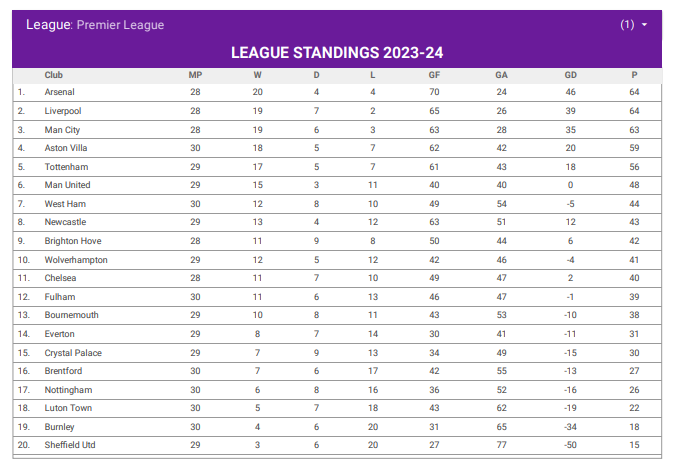 League: Premier League (1)
LEAGUE STANDINGS 2023-24
Club MP W D L GF GA GD P
1. Arsenal 28 20 4 4 70 24 46 64
2. Liverpool 28 19 7 2 65 26 39 64
3. Man City 28 19 6 3 63 28 35 63
4. Aston Villa 30 18 5 7 62 42 20 59
5. Tottenham 29 17 5 7 61 43 18 56
6. Man United 29 15 3 11 40 40 0 48
7. West Ham 30 12 8 10 49 54 -5 44
8. Newcastle 29 13 4 12 63 51 12 43
9. Brighton Hove 28 11 9 8 50 44 6 42
10. Wolverhampton 29 12 5 12 42 46 -4 41
11. Chelsea 28 11 7 10 49 47 2 40
12. Fulham 30 11 6 13 46 47 -1 39
13. Bournemouth 29 10 8 11 43 53 -10 38
14. Everton 29 8 7 14 30 41 -11 31
15. Crystal Palace 29 7 9 13 34 49 -15 30
16. Brentford 30 7 6 17 42 55 -13 27
17. Nottingham 30 6 8 16 36 52 -16 26
18. Luton Town 30 5 7 18 43 62 -19 22
19. Burnley 30 4 6 20 31 65 -34 18
20. Sheffield Utd 29 3 6 20 27 77 -50 15